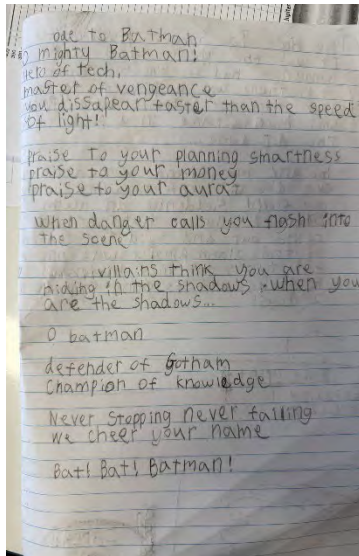 ode to Batman
O mighty Batman!
Hero of tech,
master of vengeance
you dissapear faster than the speed
of light!
praise to your planning smartness
praise to your money
praise to your aura
When danger calls you flash into
the scene
villains think you are
hiding in the shadows when you
are the shadows...
O batman
defender of Gotham
Champion of knowledge
Never stopping never failing
We cheer your name
Bat! Bat! Batman!